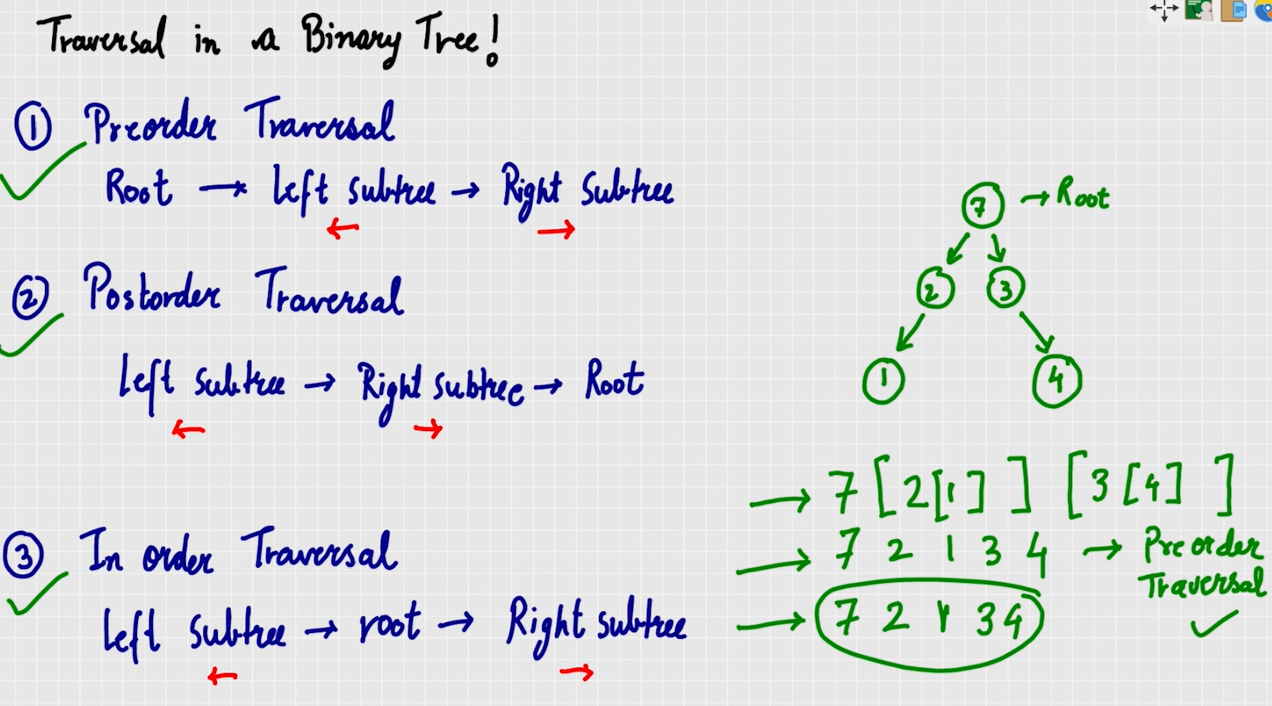 Traversal in a Binary Tree!
① Preorder Traversal
Root → Left subtree → Right Subtree
② Postorder Traversal
Left subtree → Right subtree → Root
③ In order Traversal
Left subtree → root → Right subtree
7 → Root
2 3
1 4
→ 7 [2[1] ] [3 [4] ]
→ 7 2 1 3 4 → Preorder
Traversal
→ 7 2 1 3 4